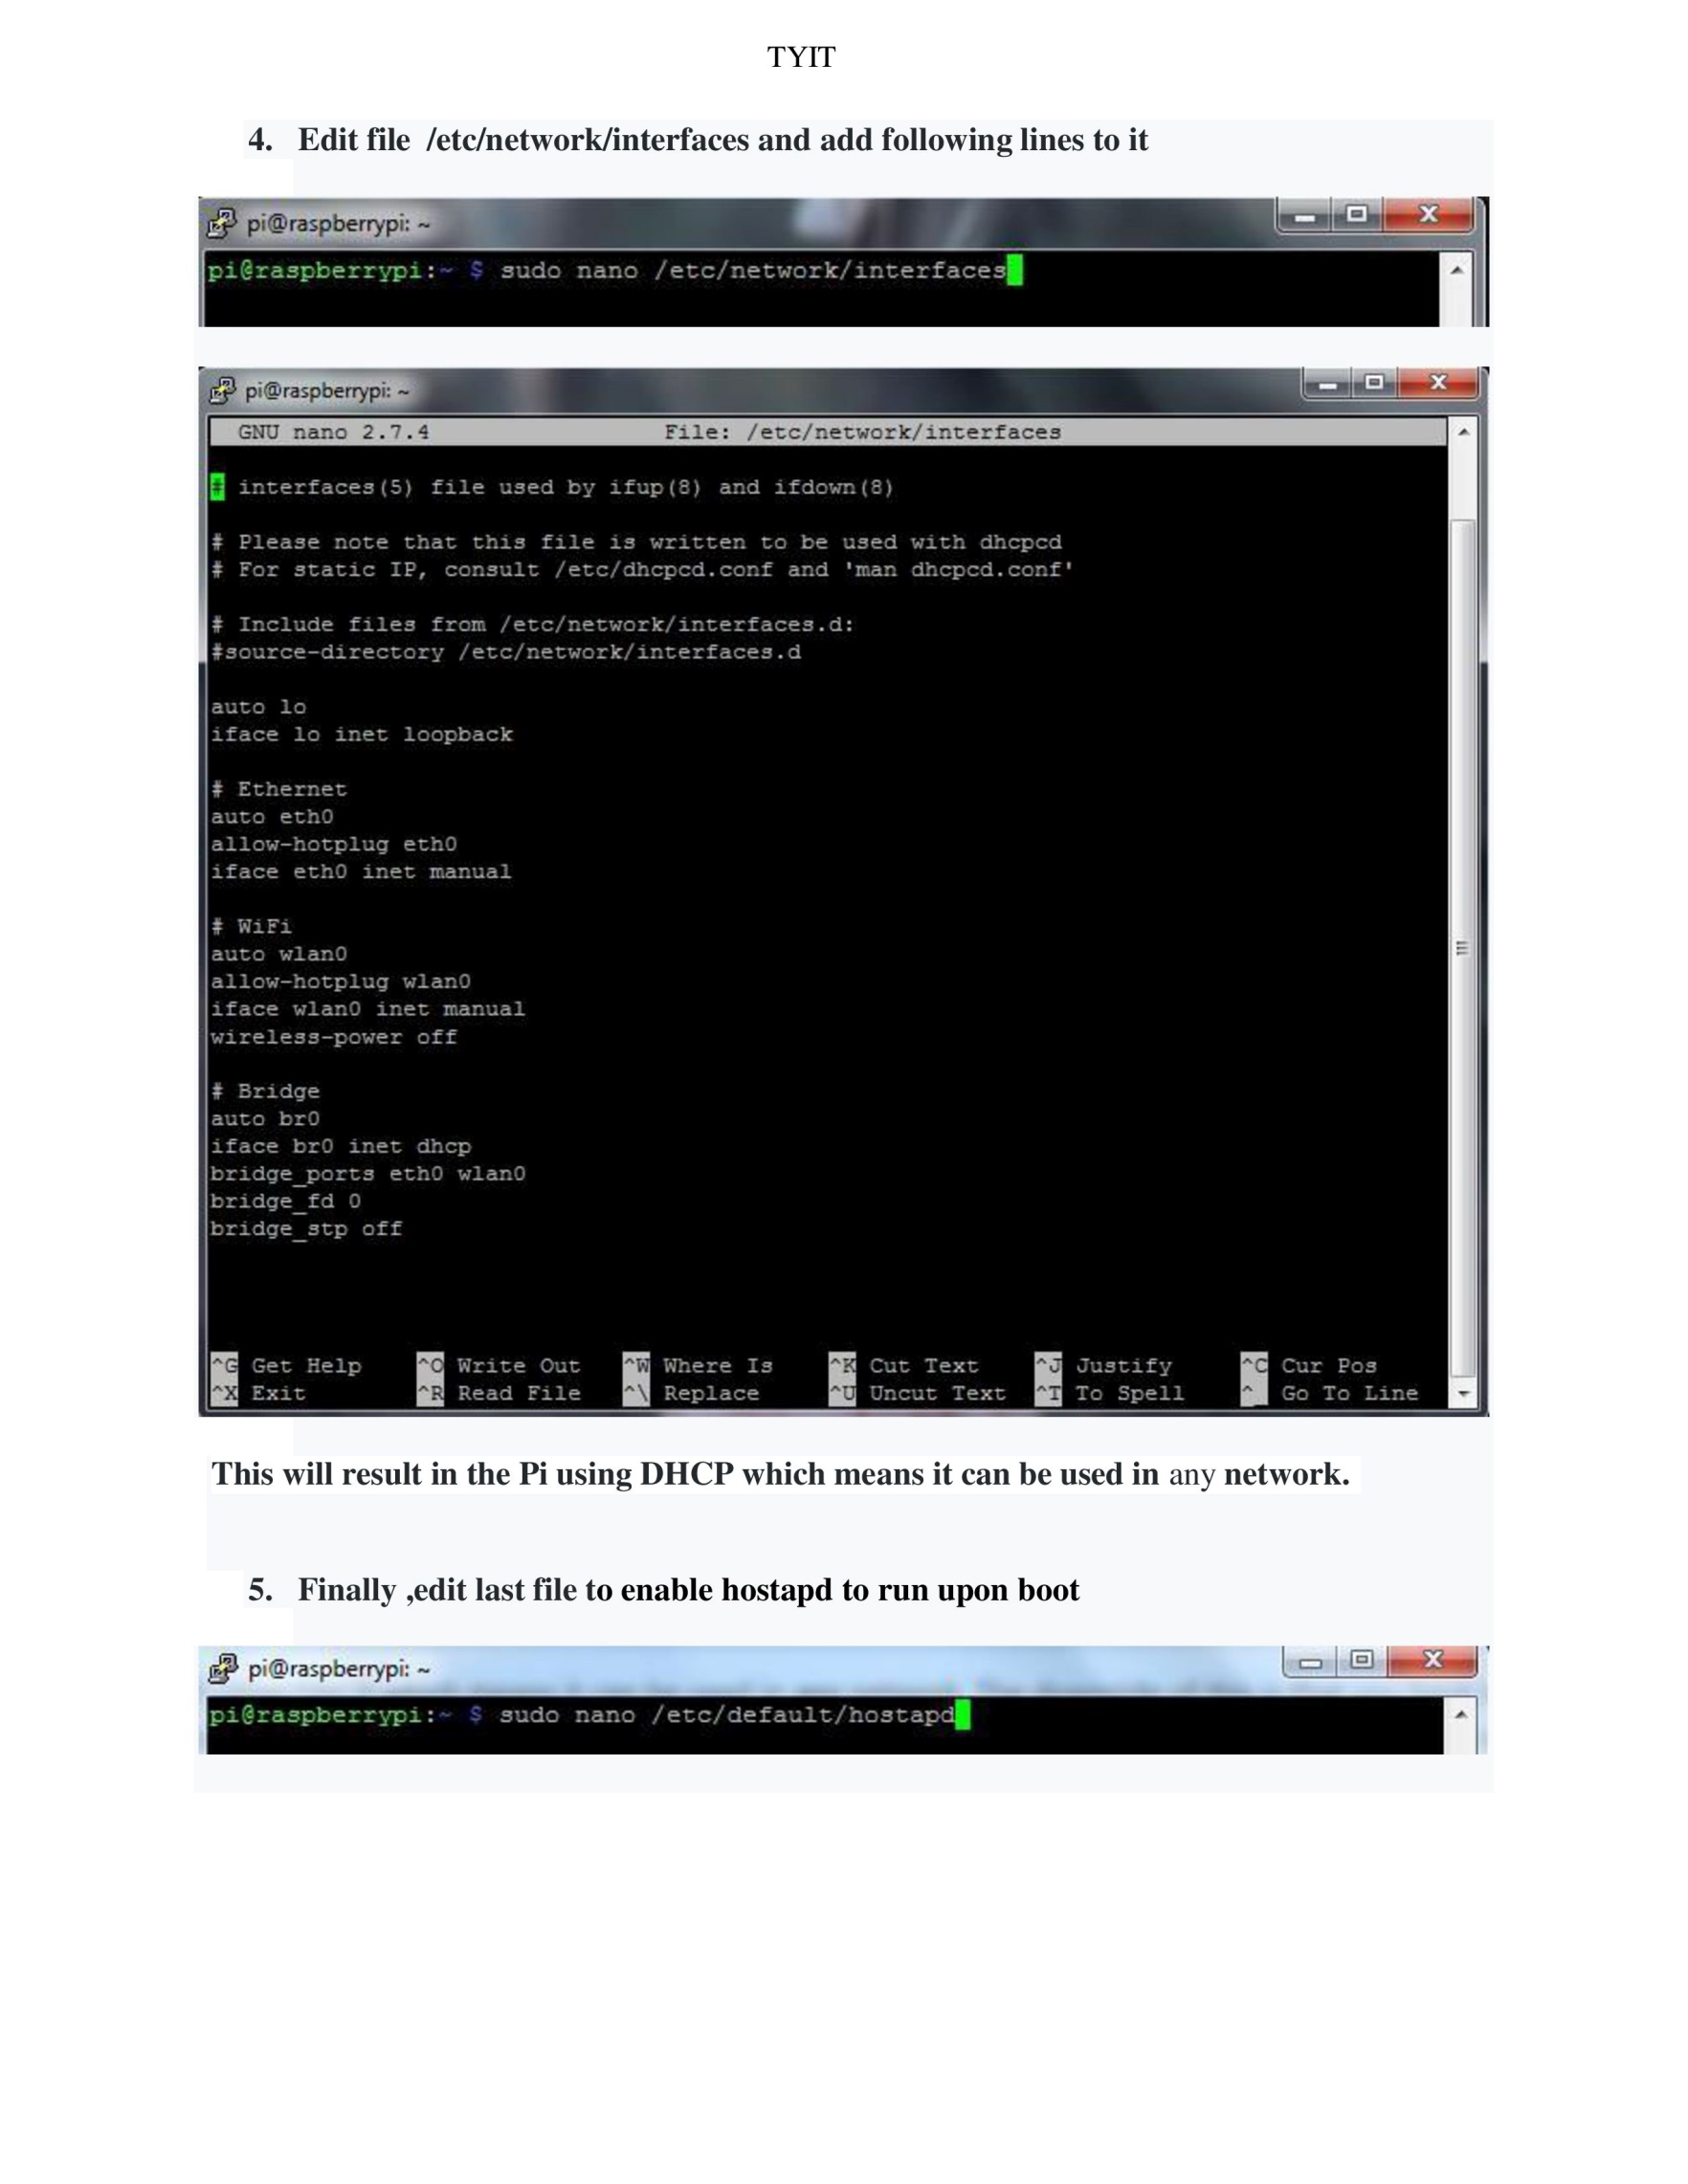 TYIT
4. Edit file /etc/network/interfaces and add following lines to it
pi@raspberrypi: ~
pi@raspberrypi:~ $ sudo nano /etc/network/interfaces
pi@raspberrypi: ~
GNU nano 2.7.4 File: /etc/network/interfaces
# interfaces(5) file used by ifup(8) and ifdown(8)
# Please note that this file is written to be used with dhcpcd
# For static IP, consult /etc/dhcpcd.conf and 'man dhcpcd.conf'
# Include files from /etc/network/interfaces.d:
#source-directory /etc/network/interfaces.d
auto lo
iface lo inet loopback
# Ethernet
auto eth0
allow-hotplug eth0
iface eth0 inet manual
# WiFi
auto wlan0
allow-hotplug wlan0
iface wlan0 inet manual
wireless-power off
# Bridge
auto br0
iface br0 inet dhcp
bridge_ports eth0 wlan0
bridge_fd 0
bridge_stp off
^G Get Help ^O Write Out ^W Where Is ^K Cut Text ^J Justify ^C Cur Pos
^X Exit ^R Read File ^\ Replace ^U Uncut Text ^T To Spell ^_ Go To Line
This will result in the Pi using DHCP which means it can be used in any network.
5. Finally ,edit last file to enable hostapd to run upon boot
pi@raspberrypi: ~
pi@raspberrypi:~ $ sudo nano /etc/default/hostapd